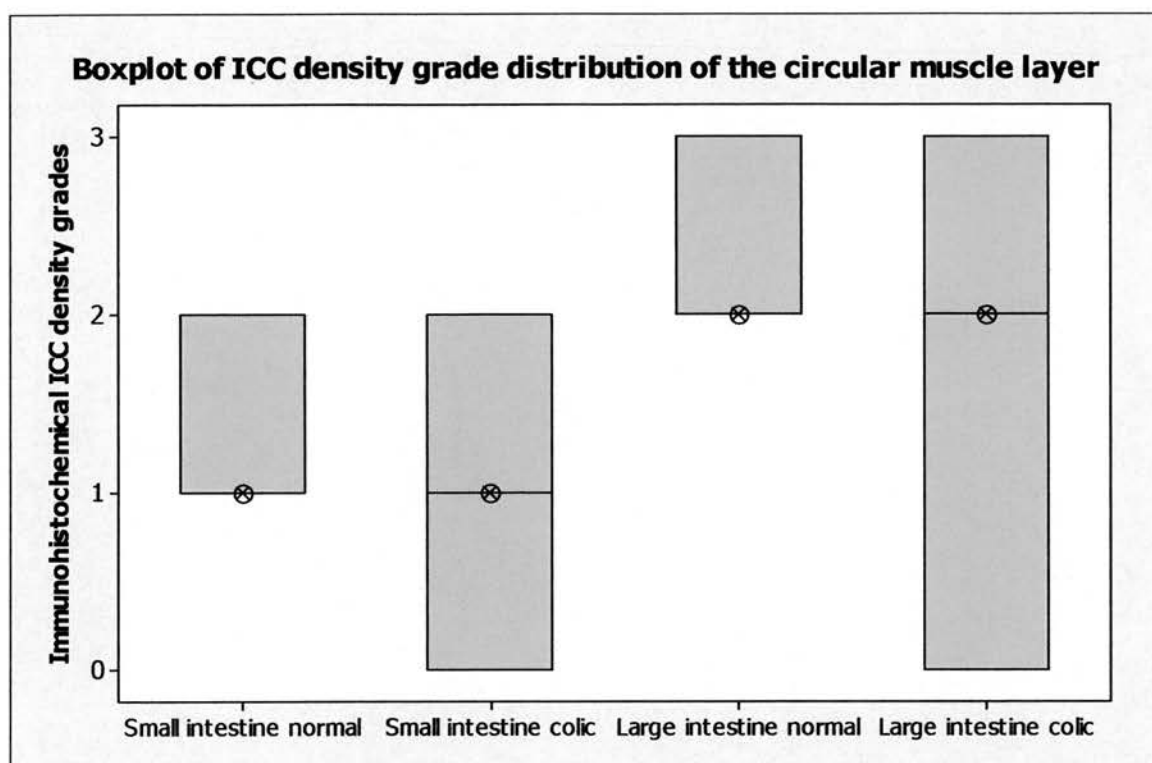 Boxplot of ICC density grade distribution of the circular muscle layer
Immunohistochemical ICC density grades
3
2
1
0
Small intestine normal
Small intestine colic
Large intestine normal
Large intestine colic